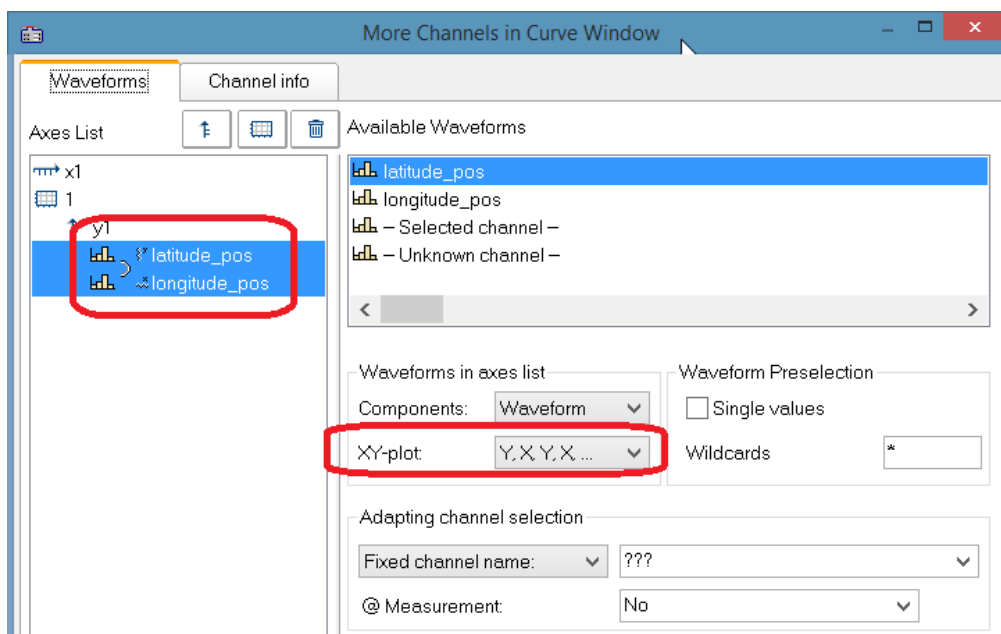 More Channels in Curve Window
Waveforms Channel info
Axes List
Available Waveforms
x1
1
y1
latitude_pos
longitude_pos
latitude_pos
longitude_pos
– Selected channel –
– Unknown channel –
Waveforms in axes list
Components: Waveform
XY-plot: Y, X, Y, X, ...
Waveform Preselection
Single values
Wildcards *
Adapting channel selection
Fixed channel name: ???
@ Measurement: No